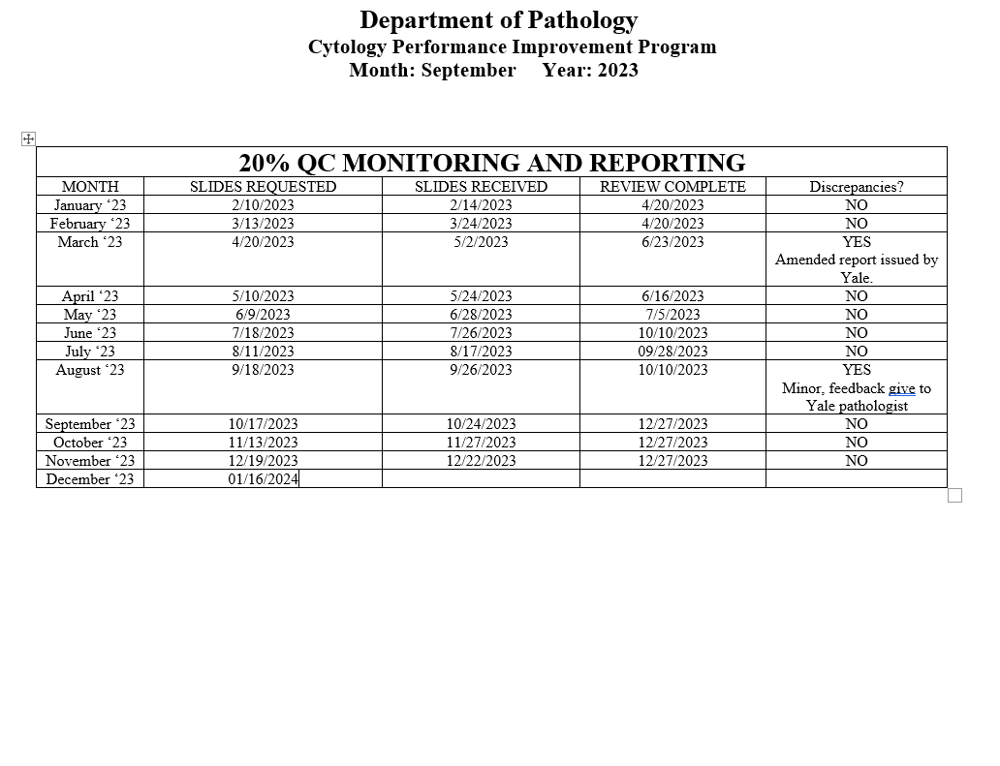 Department of Pathology
Cytology Performance Improvement Program
Month: September Year: 2023
20% QC MONITORING AND REPORTING
MONTH SLIDES REQUESTED SLIDES RECEIVED REVIEW COMPLETE Discrepancies?
January ‘23 2/10/2023 2/14/2023 4/20/2023 NO
February ‘23 3/13/2023 3/24/2023 4/20/2023 NO
March ‘23 4/20/2023 5/2/2023 6/23/2023 YES
Amended report issued by
Yale.
April ‘23 5/10/2023 5/24/2023 6/16/2023 NO
May ‘23 6/9/2023 6/28/2023 7/5/2023 NO
June ‘23 7/18/2023 7/26/2023 10/10/2023 NO
July ‘23 8/11/2023 8/17/2023 09/28/2023 NO
August ‘23 9/18/2023 9/26/2023 10/10/2023 YES
Minor, feedback give to
Yale pathologist
September ‘23 10/17/2023 10/24/2023 12/27/2023 NO
October ‘23 11/13/2023 11/27/2023 12/27/2023 NO
November ‘23 12/19/2023 12/22/2023 12/27/2023 NO
December ‘23 01/16/2024